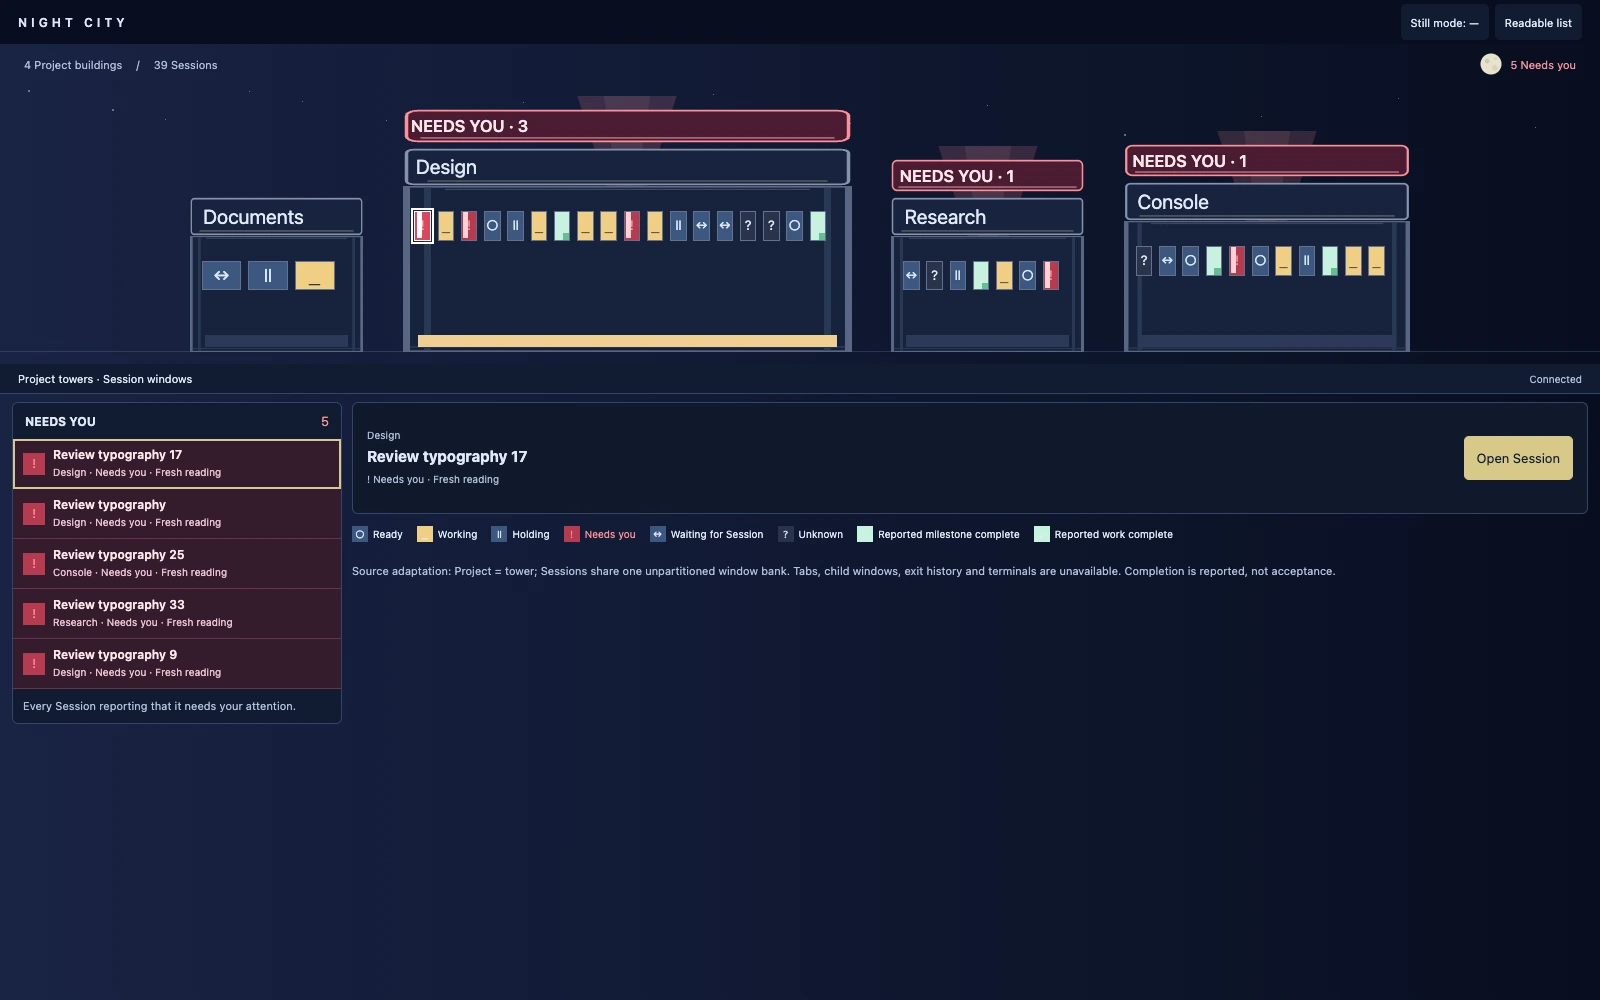 NIGHT CITY
Still mode: —
Readable list
4 Project buildings / 39 Sessions
5 Needs you
NEEDS YOU · 3
Design
NEEDS YOU · 1
Research
NEEDS YOU · 1
Console
Documents
Project towers · Session windows
Connected
NEEDS YOU 5
! Review typography 17
Design · Needs you · Fresh reading
! Review typography
Design · Needs you · Fresh reading
! Review typography 25
Console · Needs you · Fresh reading
! Review typography 33
Research · Needs you · Fresh reading
! Review typography 9
Design · Needs you · Fresh reading
Every Session reporting that it needs your attention.
Design
Review typography 17
! Needs you · Fresh reading
Open Session
Ready
Working
Holding
! Needs you
Waiting for Session
? Unknown
Reported milestone complete
Reported work complete
Source adaptation: Project = tower; Sessions share one unpartitioned window bank. Tabs, child windows, exit history and terminals are unavailable. Completion is reported, not acceptance.